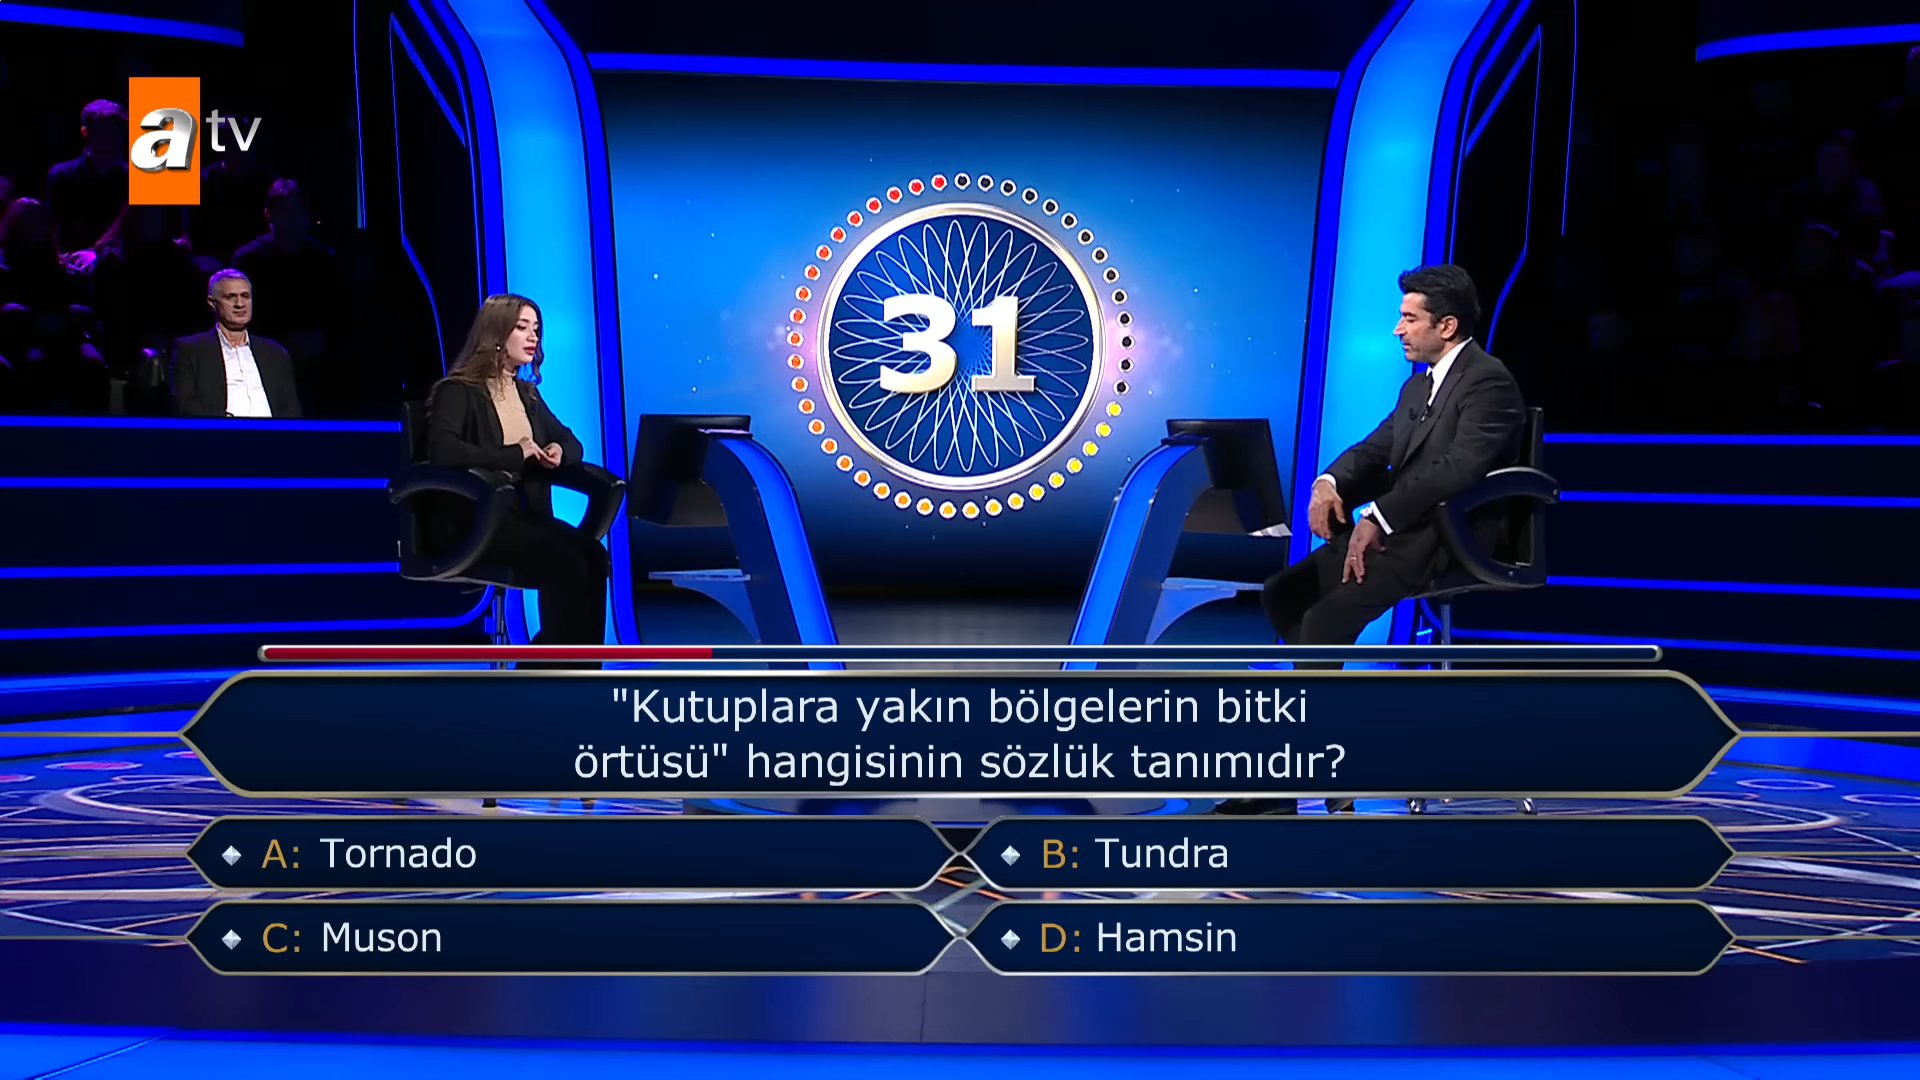 atv
31
"Kutuplara yakın bölgelerin bitki
örtüsü" hangisinin sözlük tanımıdır?
A: Tornado
B: Tundra
C: Muson
D: Hamsin